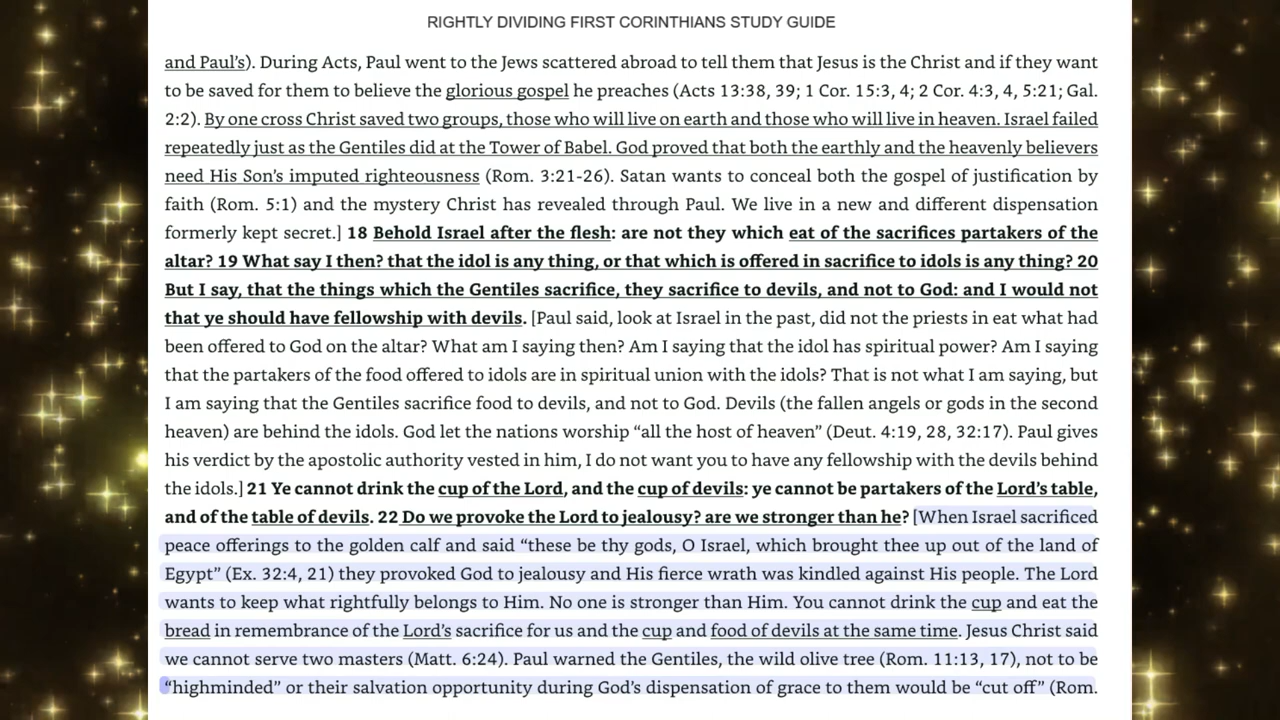 RIGHTLY DIVIDING FIRST CORINTHIANS STUDY GUIDE
and Paul's). During Acts, Paul went to the Jews scattered abroad to tell them that Jesus is the Christ and if they want
to be saved for them to believe the glorious gospel he preaches (Acts 13:38, 39; 1 Cor. 15:3, 4; 2 Cor. 4:3, 4, 5:21; Gal.
2:2). By one cross Christ saved two groups, those who will live on earth and those who will live in heaven. Israel failed
repeatedly just as the Gentiles did at the Tower of Babel. God proved that both the earthly and the heavenly believers
need His Son's imputed righteousness (Rom. 3:21-26). Satan wants to conceal both the gospel of justification by
faith (Rom. 5:1) and the mystery Christ has revealed through Paul. We live in a new and different dispensation
formerly kept secret.] 18 Behold Israel after the flesh: are not they which eat of the sacrifices partakers of the
altar? 19 What say I then? that the idol is any thing, or that which is offered in sacrifice to idols is any thing? 20
But I say, that the things which the Gentiles sacrifice, they sacrifice to devils, and not to God: and I would not
that ye should have fellowship with devils. [Paul said, look at Israel in the past, did not the priests in eat what had
been offered to God on the altar? What am I saying then? Am I saying that the idol has spiritual power? Am I saying
that the partakers of the food offered to idols are in spiritual union with the idols? That is not what I am saying, but
I am saying that the Gentiles sacrifice food to devils, and not to God. Devils (the fallen angels or gods in the second
heaven) are behind the idols. God let the nations worship “all the host of heaven” (Deut. 4:19, 28, 32:17). Paul gives
his verdict by the apostolic authority vested in him, I do not want you to have any fellowship with the devils behind
the idols.] 21 Ye cannot drink the cup of the Lord, and the cup of devils: ye cannot be partakers of the Lord's table,
and of the table of devils. 22 Do we provoke the Lord to jealousy? are we stronger than he? [When Israel sacrificed
peace offerings to the golden calf and said “these be thy gods, O Israel, which brought thee up out of the land of
Egypt” (Ex. 32:4, 21) they provoked God to jealousy and His fierce wrath was kindled against His people. The Lord
wants to keep what rightfully belongs to Him. No one is stronger than Him. You cannot drink the cup and eat the
bread in remembrance of the Lord's sacrifice for us and the cup and food of devils at the same time. Jesus Christ said
we cannot serve two masters (Matt. 6:24). Paul warned the Gentiles, the wild olive tree (Rom. 11:13, 17), not to be
“highminded” or their salvation opportunity during God's dispensation of grace to them would be “cut off” (Rom.